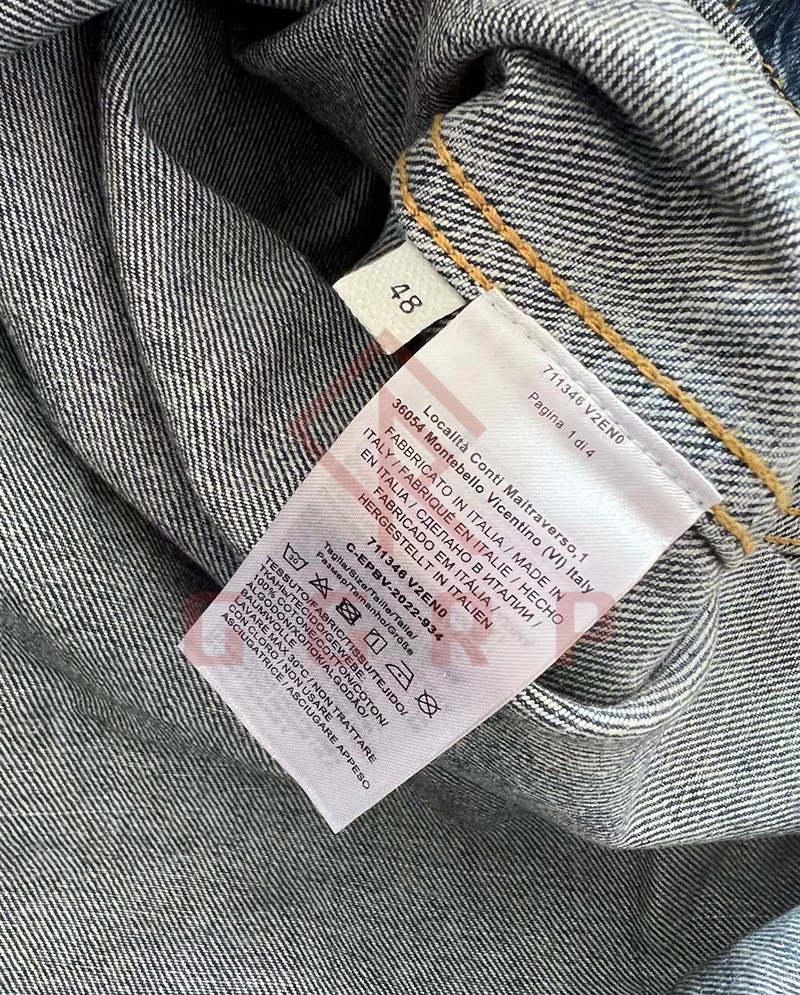 48
711346 V2EN0
Pagina 1 di 4
Località Conti Maltraverso,1
36054 Montebello Vicentino (VI) Italy
FABBRICATO IN ITALIA / MADE IN
ITALY / FABRIQUÉ EN ITALIE / HECHO
EN ITALIA / СДЕЛАНО В ИТАЛИИ /
FABRICADO EM ITÁLIA /
HERGESTELLT IN ITALIEN
711346 V2EN0
C-EPBV-2022-934
Taglia/Size/Taille/Talla/
Размер/Tamanho/Größe
TESSUTO/FABRIC/TISSU/TEJIDO/
ТКАНЬ/TECIDO/GEWEBE
100% COTONE/COTTON/COTON/
ALGODON/ХЛОПОК/ALGODÃO/
BAUMWOLLE
LAVARE MAX 30°C / NON TRATTARE
CON CLORO / NON USARE
ASCIUGATRICE / ASCIUGARE APPESO